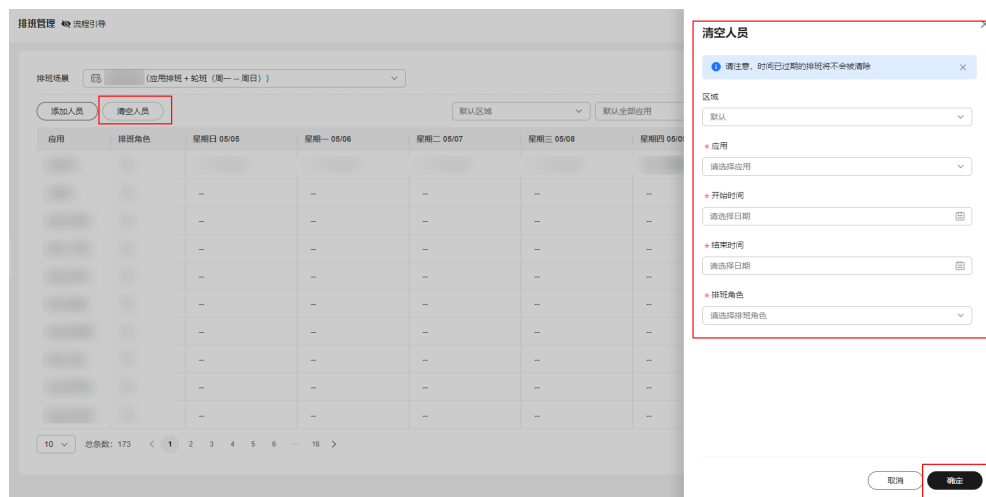 排班管理 流程引导
排班场景 (应用排班 + 轮班（周一 -- 周日）)
添加人员 清空人员 默认区域 默认全部应用
应用 排班角色 星期日 05/05 星期一 05/06 星期二 05/07 星期三 05/08 星期四 05/0
-- -- -- -- --
-- -- -- -- --
-- -- -- -- --
-- -- -- -- --
-- -- -- -- --
-- -- -- -- --
-- -- -- -- --
-- -- -- -- --
-- -- -- -- --
10 总条数: 173 < 1 2 3 4 5 6 ··· 18 >
清空人员
请注意，时间已过期的排班将不会被清除
区域
默认
* 应用
请选择应用
* 开始时间
请选择日期
* 结束时间
请选择日期
* 排班角色
请选择排班角色
取消 确定